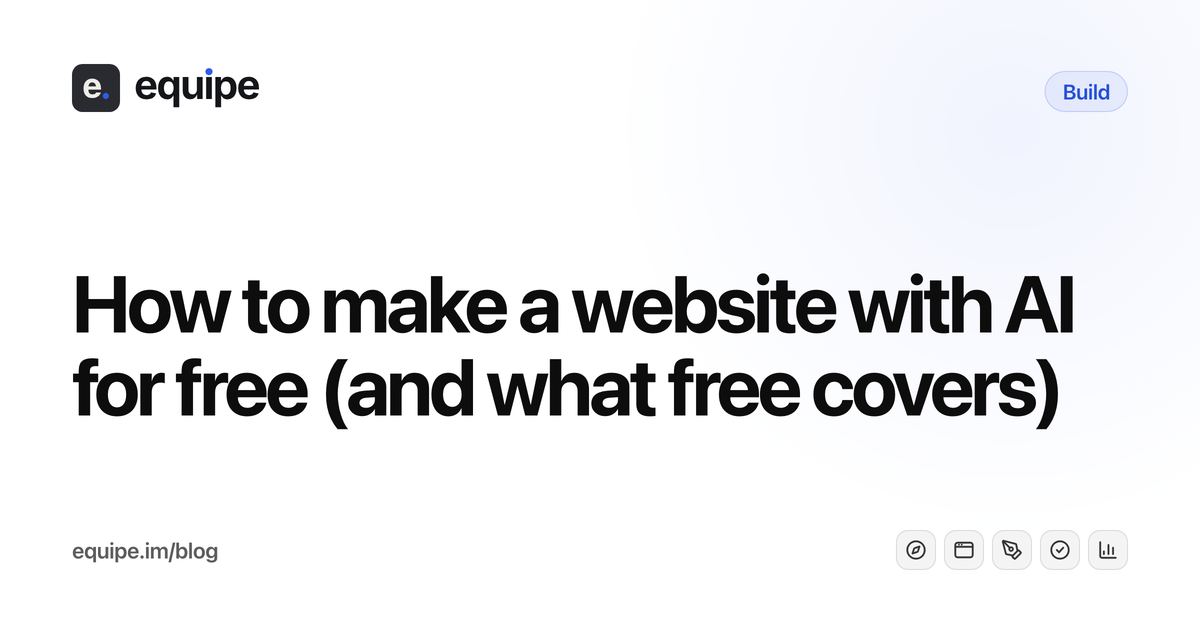 e.
equipe
Build
How to make a website with AI
for free (and what free covers)
equipe.im/blog